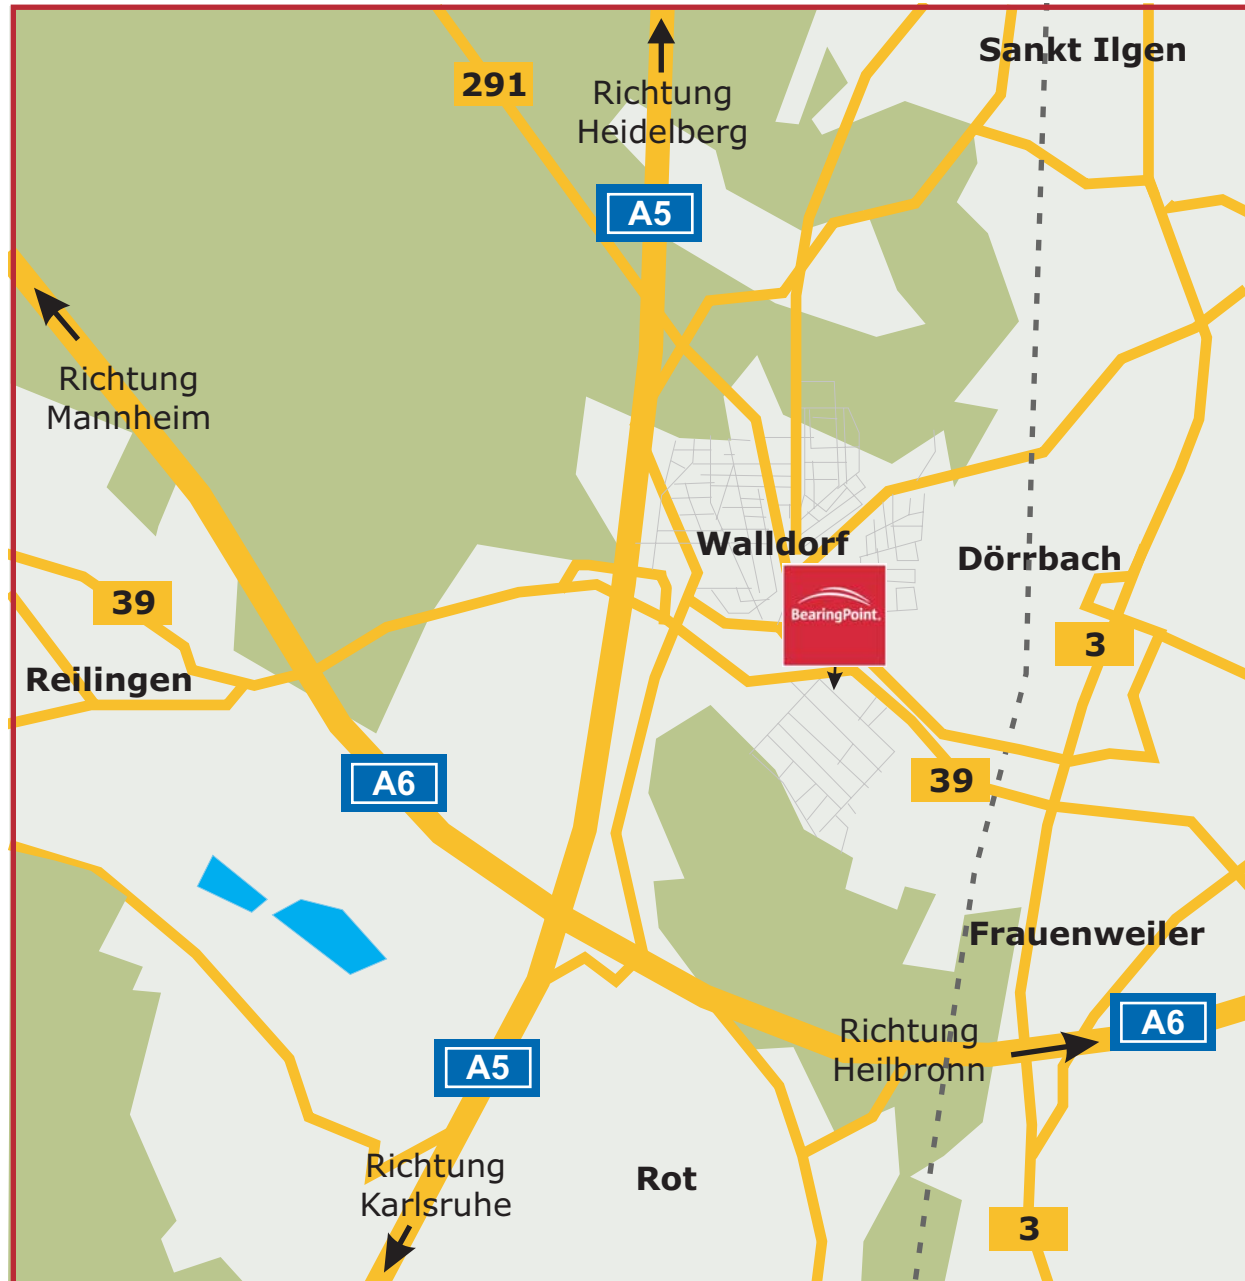 Sankt Ilgen
291
Richtung
Heidelberg
A5
Richtung
Mannheim
Walldorf
Dörrbach
39
BearingPoint.
3
Reilingen
A6
39
Frauenweiler
A6
Richtung
Heilbronn
A5
Richtung
Karlsruhe
Rot
3